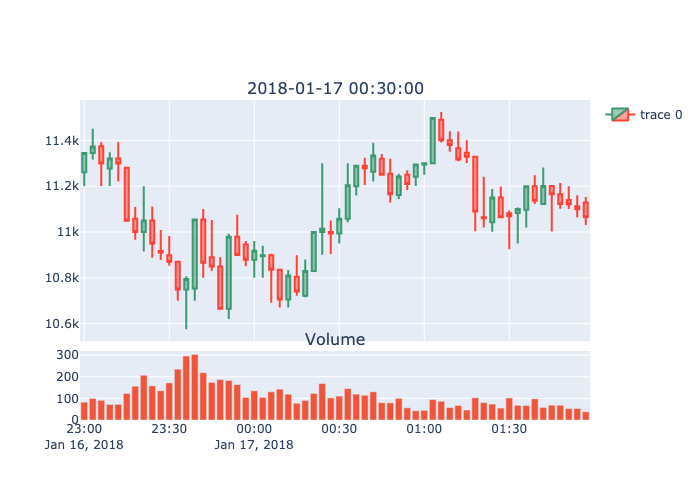 2018-01-17 00:30:00
trace 0
11.4k
11.2k
11k
10.8k
10.6k
Volume
300
200
100
0
23:00 23:30 00:00 00:30 01:00 01:30
Jan 16, 2018 Jan 17, 2018